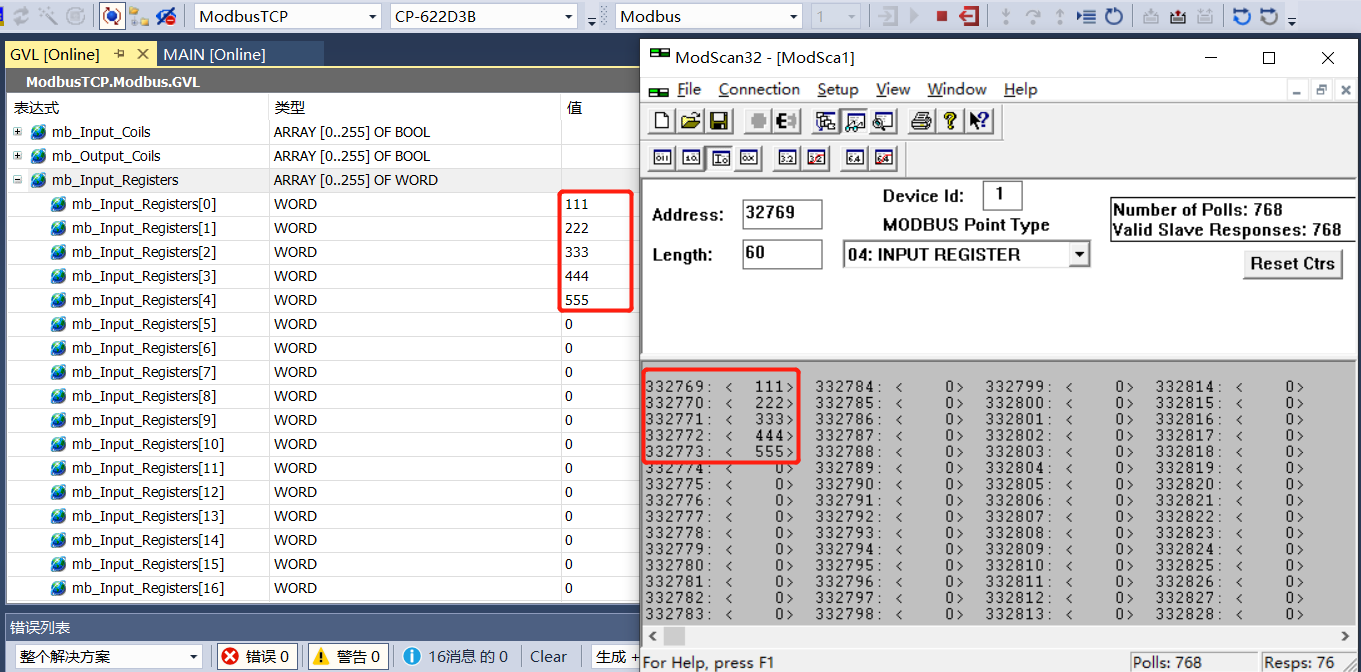 ModbusTCP CP-622D3B Modbus 1
GVL [Online] MAIN [Online]
ModbusTCP.Modbus.GVL
表达式 类型 值
mb_Input_Coils ARRAY [0..255] OF BOOL
mb_Output_Coils ARRAY [0..255] OF BOOL
mb_Input_Registers ARRAY [0..255] OF WORD
mb_Input_Registers[0] WORD 111
mb_Input_Registers[1] WORD 222
mb_Input_Registers[2] WORD 333
mb_Input_Registers[3] WORD 444
mb_Input_Registers[4] WORD 555
mb_Input_Registers[5] WORD 0
mb_Input_Registers[6] WORD 0
mb_Input_Registers[7] WORD 0
mb_Input_Registers[8] WORD 0
mb_Input_Registers[9] WORD 0
mb_Input_Registers[10] WORD 0
mb_Input_Registers[11] WORD 0
mb_Input_Registers[12] WORD 0
mb_Input_Registers[13] WORD 0
mb_Input_Registers[14] WORD 0
mb_Input_Registers[15] WORD 0
mb_Input_Registers[16] WORD 0
错误列表
整个解决方案 错误 0 警告 0 16消息 的 0 Clear 生成 +
ModScan32 - [ModSca1]
File Connection Setup View Window Help
Device Id: 1
Address: 32769
MODBUS Point Type
Length: 60
04: INPUT REGISTER
Number of Polls: 768
Valid Slave Responses: 768
Reset Ctrs
332769: < 111> 332784: < 0> 332799: < 0> 332814: < 0>
332770: < 222> 332785: < 0> 332800: < 0> 332815: < 0>
332771: < 333> 332786: < 0> 332801: < 0> 332816: < 0>
332772: < 444> 332787: < 0> 332802: < 0> 332817: < 0>
332773: < 555> 332788: < 0> 332803: < 0> 332818: < 0>
332774: < 0> 332789: < 0> 332804: < 0> 332819: < 0>
332775: < 0> 332790: < 0> 332805: < 0> 332820: < 0>
332776: < 0> 332791: < 0> 332806: < 0> 332821: < 0>
332777: < 0> 332792: < 0> 332807: < 0> 332822: < 0>
332778: < 0> 332793: < 0> 332808: < 0> 332823: < 0>
332779: < 0> 332794: < 0> 332809: < 0> 332824: < 0>
332780: < 0> 332795: < 0> 332810: < 0> 332825: < 0>
332781: < 0> 332796: < 0> 332811: < 0> 332826: < 0>
332782: < 0> 332797: < 0> 332812: < 0> 332827: < 0>
332783: < 0> 332798: < 0> 332813: < 0> 332828: < 0>
For Help, press F1 Polls: 768 Resps: 76